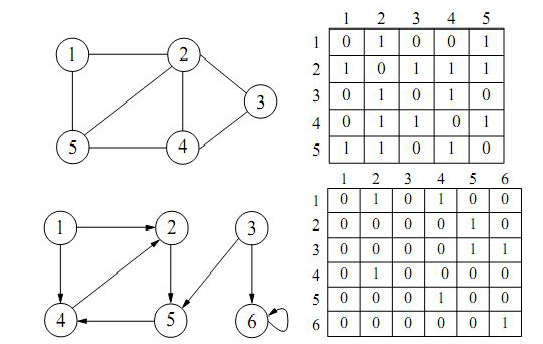 1 2 3 4 5
1 2
3
5 4
1 0 1 0 0 1
2 1 0 1 1 1
3 0 1 0 1 0
4 0 1 1 0 1
5 1 1 0 1 0
1 2 3
4 5 6
1 2 3 4 5 6
1 0 1 0 1 0 0
2 0 0 0 0 1 0
3 0 0 0 0 1 1
4 0 1 0 0 0 0
5 0 0 0 1 0 0
6 0 0 0 0 0 1